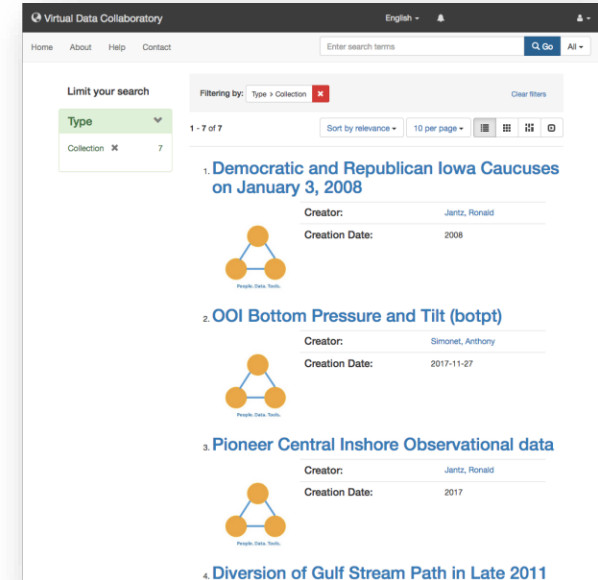 Virtual Data Collaboratory English
Home About Help Contact Enter search terms Go All
Limit your search
Type
Collection ✖ 7
Filtering by: Type > Collection ✖ Clear filters
1 - 7 of 7 Sort by relevance 10 per page
1. Democratic and Republican Iowa Caucuses
on January 3, 2008
Creator: Jantz, Ronald
Creation Date: 2008
People. Data. Tools.
2. OOI Bottom Pressure and Tilt (botpt)
Creator: Simonet, Anthony
Creation Date: 2017-11-27
People. Data. Tools.
3. Pioneer Central Inshore Observational data
Creator: Jantz, Ronald
Creation Date: 2017
People. Data. Tools.
4. Diversion of Gulf Stream Path in Late 2011